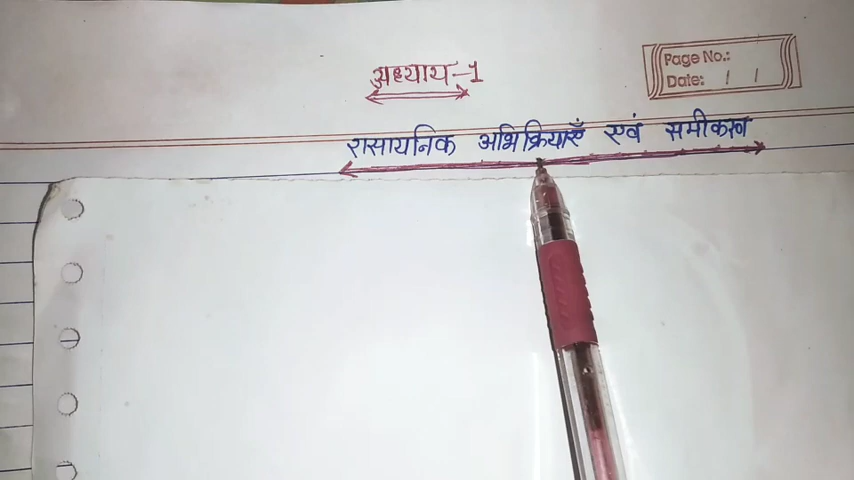 Page No.:
Date: / /
अध्याय-1
रासायनिक अभिक्रियाएँ एवं समीकरण